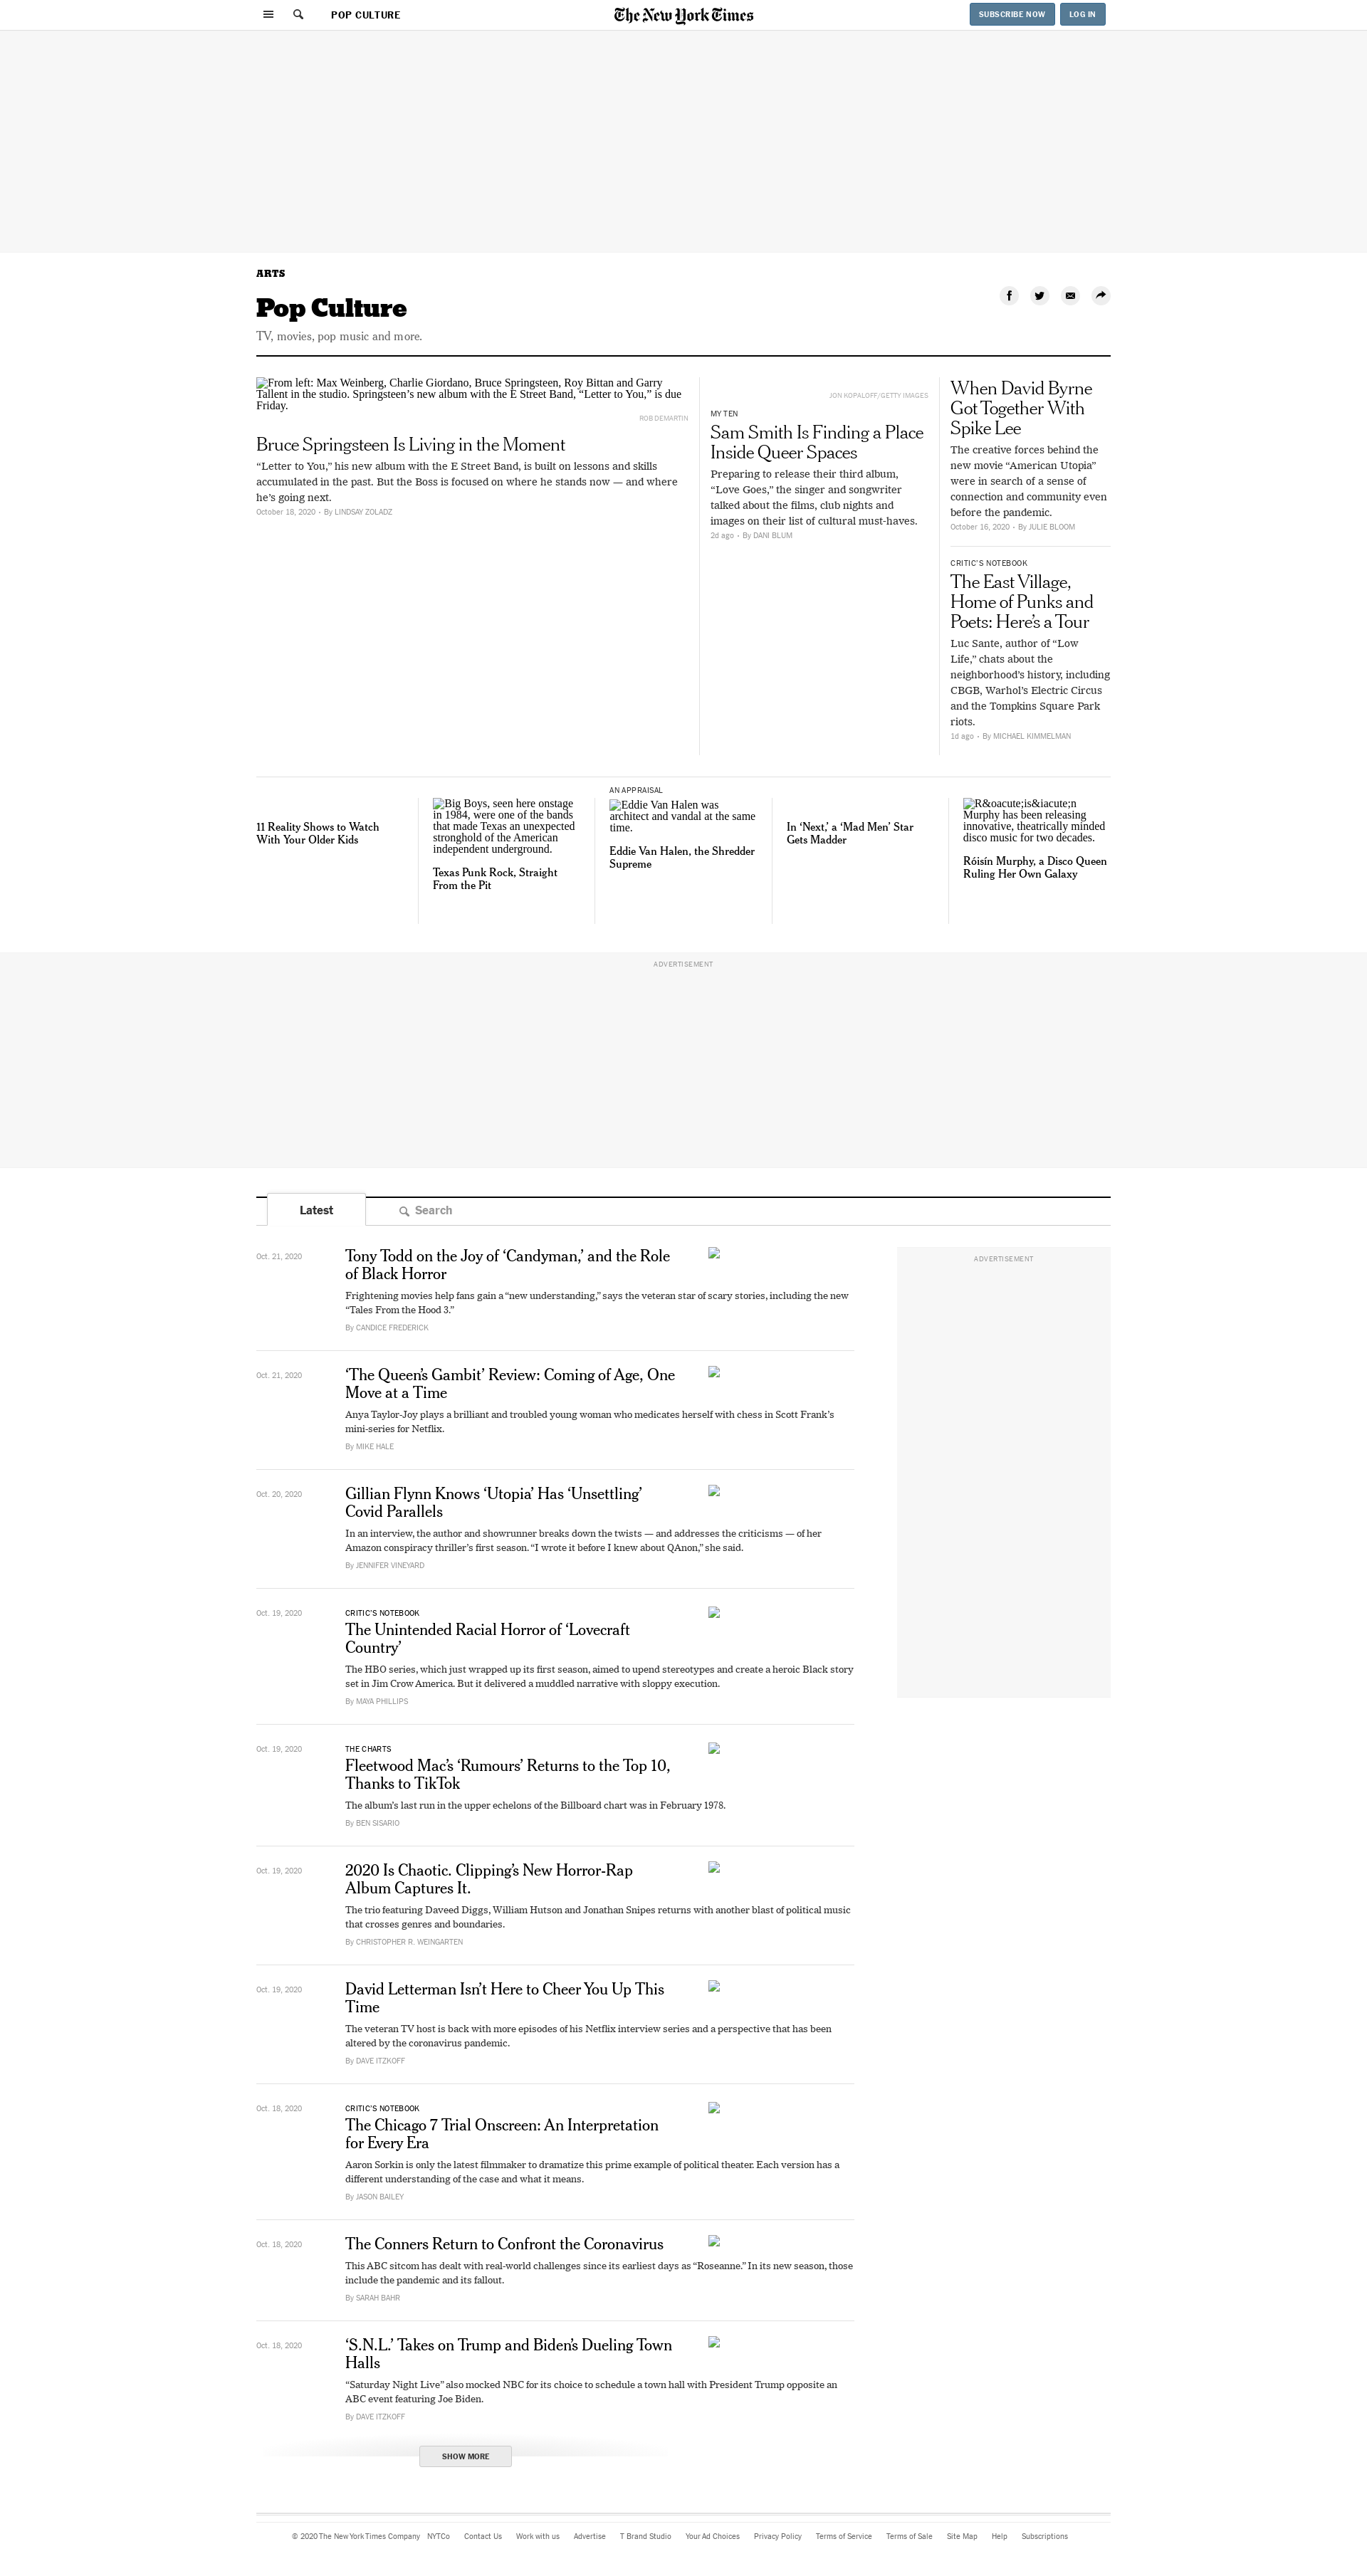 POP CULTURE
The New York Times
SUBSCRIBE NOW
LOG IN
ARTS
Pop Culture
TV, movies, pop music and more.
From left: Max Weinberg, Charlie Giordano, Bruce Springsteen, Roy Bittan and Garry
Tallent in the studio. Springsteen’s new album with the E Street Band, “Letter to You,” is due
Friday.
ROB DEMARTIN
Bruce Springsteen Is Living in the Moment
“Letter to You,” his new album with the E Street Band, is built on lessons and skills
accumulated in the past. But the Boss is focused on where he stands now — and where
he’s going next.
October 18, 2020 • By LINDSAY ZOLADZ
JON KOPALOFF/GETTY IMAGES
MY TEN
Sam Smith Is Finding a Place
Inside Queer Spaces
Preparing to release their third album,
“Love Goes,” the singer and songwriter
talked about the films, club nights and
images on their list of cultural must-haves.
2d ago • By DANI BLUM
When David Byrne
Got Together With
Spike Lee
The creative forces behind the
new movie “American Utopia”
were in search of a sense of
connection and community even
before the pandemic.
October 16, 2020 • By JULIE BLOOM
CRITIC’S NOTEBOOK
The East Village,
Home of Punks and
Poets: Here’s a Tour
Luc Sante, author of “Low
Life,” chats about the
neighborhood’s history, including
CBGB, Warhol’s Electric Circus
and the Tompkins Square Park
riots.
1d ago • By MICHAEL KIMMELMAN
11 Reality Shows to Watch
With Your Older Kids
Big Boys, seen here onstage
in 1984, were one of the bands
that made Texas an unexpected
stronghold of the American
independent underground.
Texas Punk Rock, Straight
From the Pit
AN APPRAISAL
Eddie Van Halen was
architect and vandal at the same
time.
Eddie Van Halen, the Shredder
Supreme
In ‘Next,’ a ‘Mad Men’ Star
Gets Madder
R&oacute;is&iacute;n
Murphy has been releasing
innovative, theatrically minded
disco music for two decades.
Róisín Murphy, a Disco Queen
Ruling Her Own Galaxy
ADVERTISEMENT
Latest
Search
ADVERTISEMENT
Oct. 21, 2020
Tony Todd on the Joy of ‘Candyman,’ and the Role
of Black Horror
Frightening movies help fans gain a “new understanding,” says the veteran star of scary stories, including the new
“Tales From the Hood 3.”
By CANDICE FREDERICK
Oct. 21, 2020
‘The Queen’s Gambit’ Review: Coming of Age, One
Move at a Time
Anya Taylor-Joy plays a brilliant and troubled young woman who medicates herself with chess in Scott Frank’s
mini-series for Netflix.
By MIKE HALE
Oct. 20, 2020
Gillian Flynn Knows ‘Utopia’ Has ‘Unsettling’
Covid Parallels
In an interview, the author and showrunner breaks down the twists — and addresses the criticisms — of her
Amazon conspiracy thriller’s first season. “I wrote it before I knew about QAnon,” she said.
By JENNIFER VINEYARD
Oct. 19, 2020
CRITIC’S NOTEBOOK
The Unintended Racial Horror of ‘Lovecraft
Country’
The HBO series, which just wrapped up its first season, aimed to upend stereotypes and create a heroic Black story
set in Jim Crow America. But it delivered a muddled narrative with sloppy execution.
By MAYA PHILLIPS
Oct. 19, 2020
THE CHARTS
Fleetwood Mac’s ‘Rumours’ Returns to the Top 10,
Thanks to TikTok
The album’s last run in the upper echelons of the Billboard chart was in February 1978.
By BEN SISARIO
Oct. 19, 2020
2020 Is Chaotic. Clipping’s New Horror-Rap
Album Captures It.
The trio featuring Daveed Diggs, William Hutson and Jonathan Snipes returns with another blast of political music
that crosses genres and boundaries.
By CHRISTOPHER R. WEINGARTEN
Oct. 19, 2020
David Letterman Isn’t Here to Cheer You Up This
Time
The veteran TV host is back with more episodes of his Netflix interview series and a perspective that has been
altered by the coronavirus pandemic.
By DAVE ITZKOFF
Oct. 18, 2020
CRITIC’S NOTEBOOK
The Chicago 7 Trial Onscreen: An Interpretation
for Every Era
Aaron Sorkin is only the latest filmmaker to dramatize this prime example of political theater. Each version has a
different understanding of the case and what it means.
By JASON BAILEY
Oct. 18, 2020
The Conners Return to Confront the Coronavirus
This ABC sitcom has dealt with real-world challenges since its earliest days as “Roseanne.” In its new season, those
include the pandemic and its fallout.
By SARAH BAHR
Oct. 18, 2020
‘S.N.L.’ Takes on Trump and Biden’s Dueling Town
Halls
“Saturday Night Live” also mocked NBC for its choice to schedule a town hall with President Trump opposite an
ABC event featuring Joe Biden.
By DAVE ITZKOFF
SHOW MORE
© 2020 The New York Times Company NYTCo Contact Us Work with us Advertise T Brand Studio Your Ad Choices Privacy Policy Terms of Service Terms of Sale Site Map Help Subscriptions